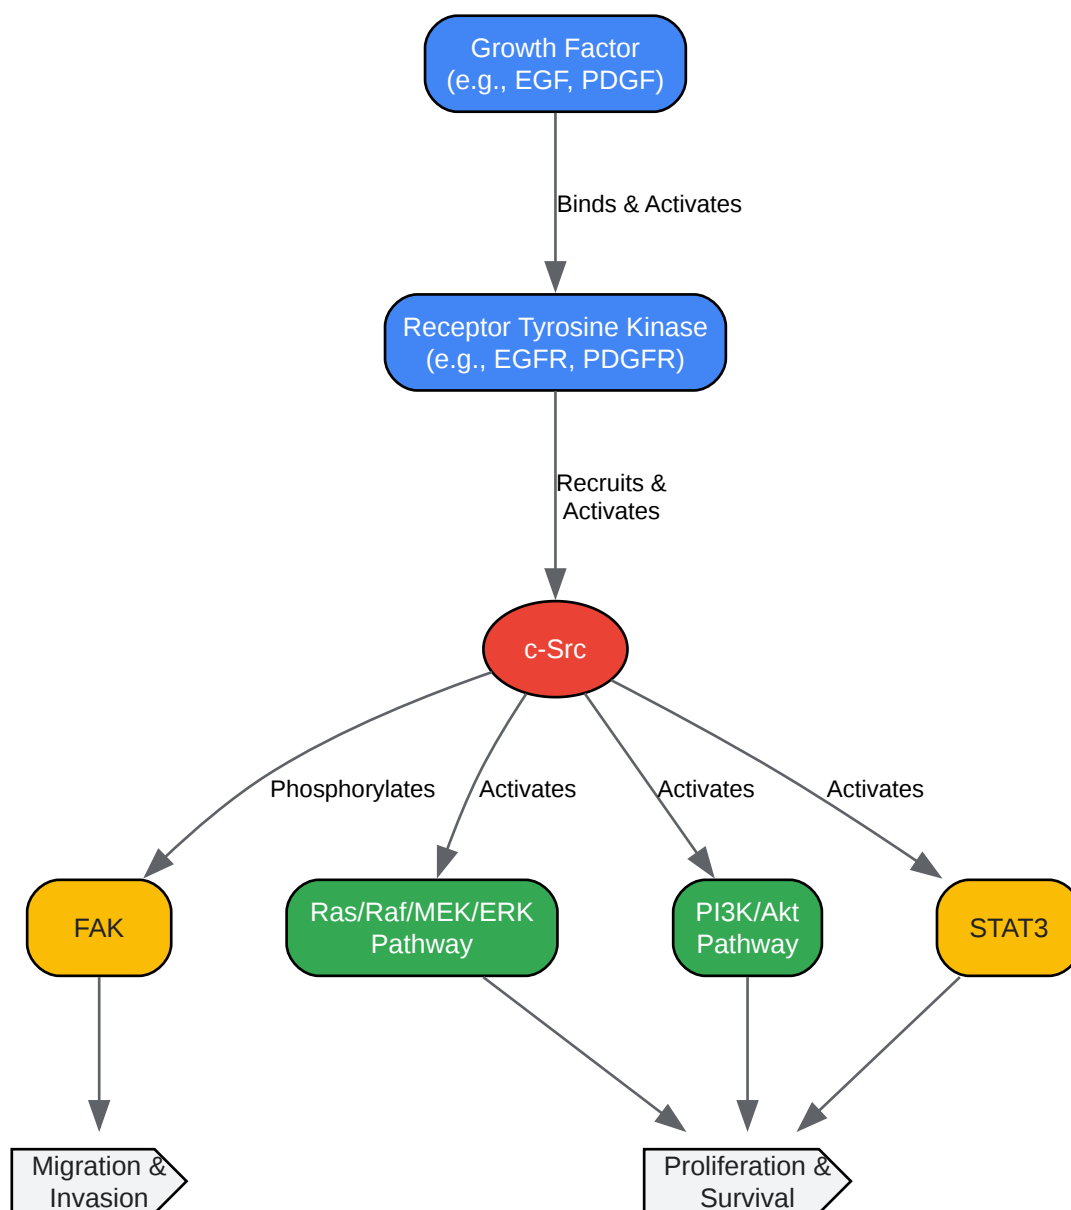 Growth Factor
(e.g., EGF, PDGF)
Binds & Activates
Receptor Tyrosine Kinase
(e.g., EGFR, PDGFR)
Recruits &
Activates
c-Src
Phosphorylates
Activates
Activates
Activates
FAK
Ras/Raf/MEK/ERK
Pathway
PI3K/Akt
Pathway
STAT3
Migration &
Invasion
Proliferation &
Survival